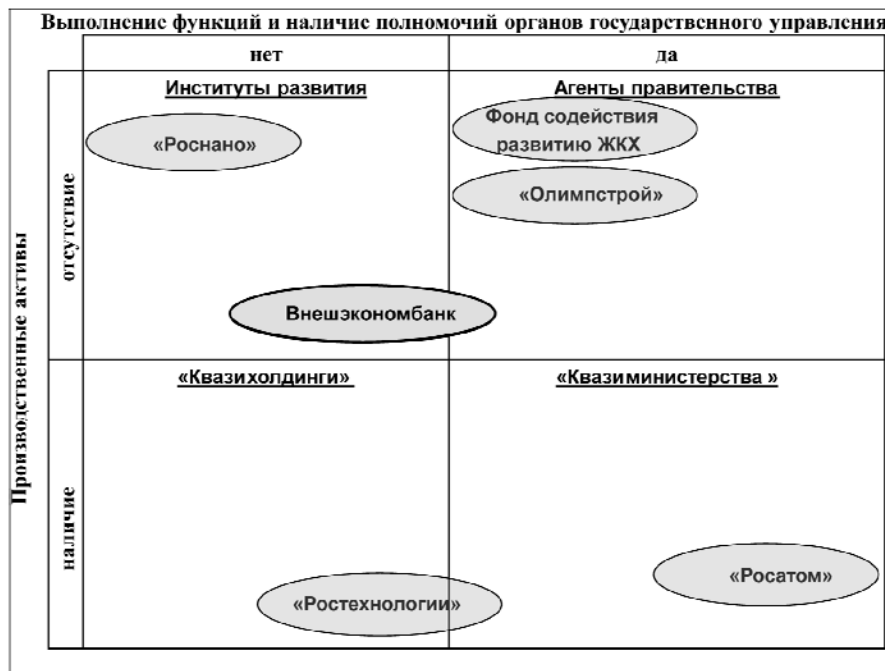 Выполнение функций и наличие полномочий органов государственного управления
нет
да
Производственные активы
отсутствие
Институты развития
Агенты правительства
«Роснано»
Фонд содействия
развитию ЖКХ
«Олимпстрой»
Внешэкономбанк
наличие
«Квазихолдинги»
«Квазиминистерства »
«Ростехнологии»
«Росатом»